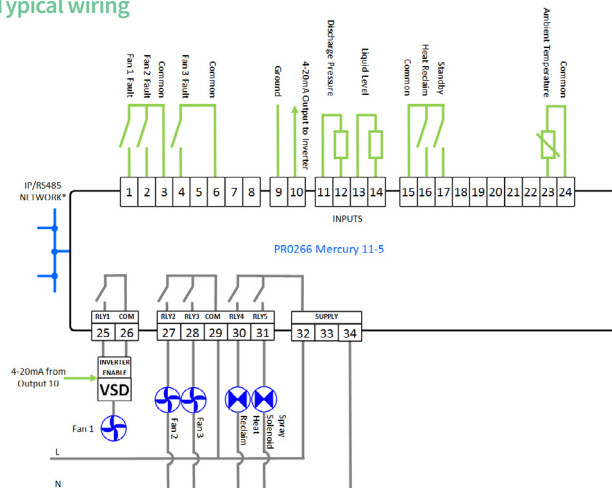 Typical wiring
Fan 1 Fault
Fan 2 Fault
Common
Fan 3 Fault
Common
Ground
4-20mA Output to Inverter
Discharge Pressure
Liquid Level
Common
Heat Reclaim
Standby
Ambient Temperature
Common
IP/RS485
NETWORK*
1 2 3 4 5 6 7 8 9 10 11 12 13 14 15 16 17 18 19 20 21 22 23 24
INPUTS
PR0266 Mercury 11-5
RLY1 COM RLY2 RLY3 COM RLY4 RLY5 SUPPLY
25 26 27 28 29 30 31 32 33 34
4-20mA from
Output 10
INVERTER
ENABLE
VSD
Fan 1
Fan 2
Fan 3
Heat
Reclaim
Spray
Solenoid
L
N